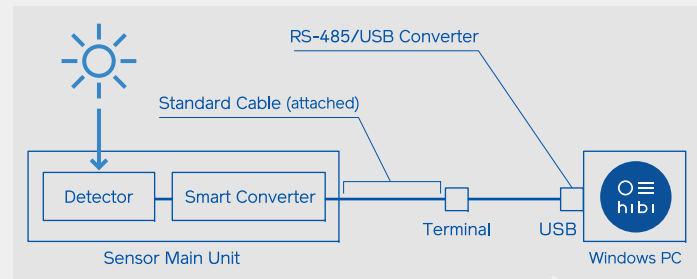 RS-485/USB Converter
Standard Cable (attached)
Detector
Smart Converter
hibi
Terminal
USB
Sensor Main Unit
Windows PC